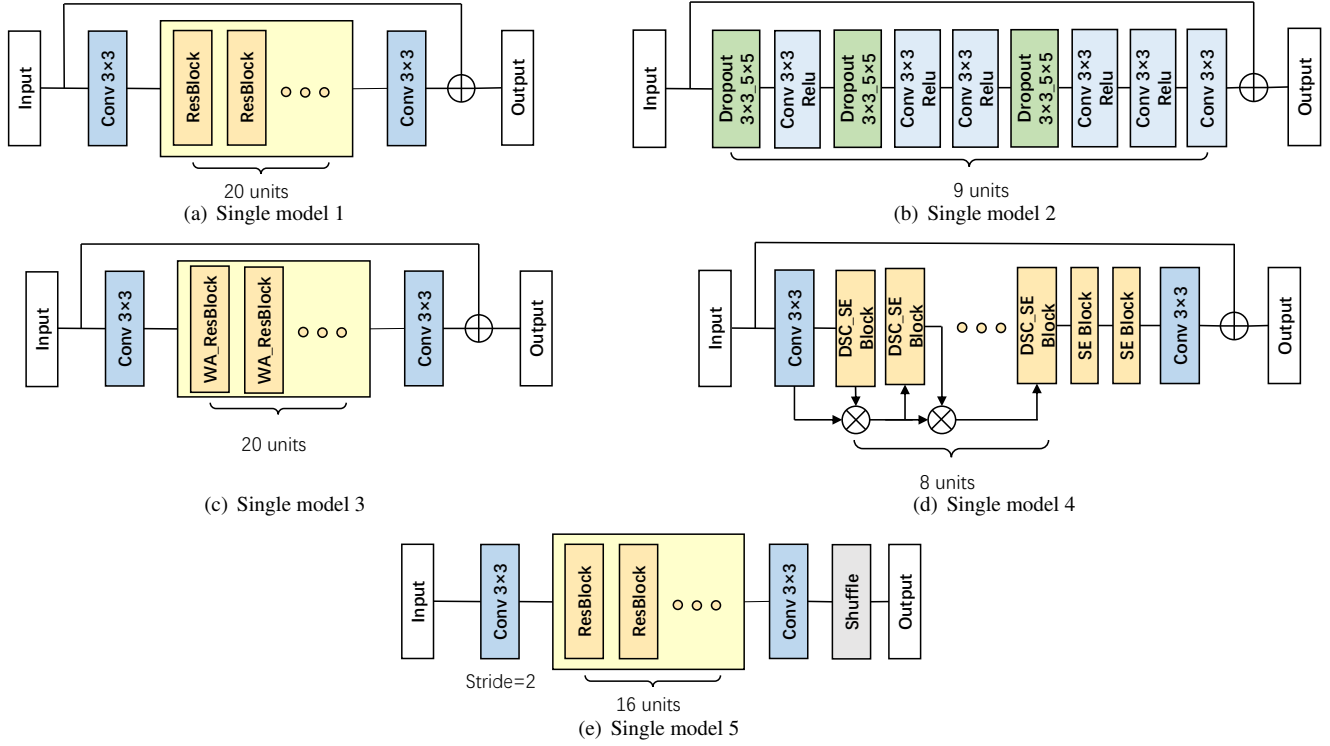 Input
Conv 3×3
ResBlock
ResBlock
Conv 3×3
Output
20 units
(a) Single model 1
Input
Dropout
3×3_5×5
Conv 3×3
Relu
Dropout
3×3_5×5
Conv 3×3
Relu
Conv 3×3
Relu
Dropout
3×3_5×5
Conv 3×3
Relu
Conv 3×3
Relu
Conv 3×3
Output
9 units
(b) Single model 2
Input
Conv 3×3
WA_ResBlock
WA_ResBlock
Conv 3×3
Output
20 units
(c) Single model 3
Input
Conv 3×3
DSC_SE
Block
DSC_SE
Block
DSC_SE
Block
SE Block
SE Block
Conv 3×3
Output
8 units
(d) Single model 4
Input
Conv 3×3
Stride=2
ResBlock
ResBlock
Conv 3×3
Shuffle
Output
16 units
(e) Single model 5